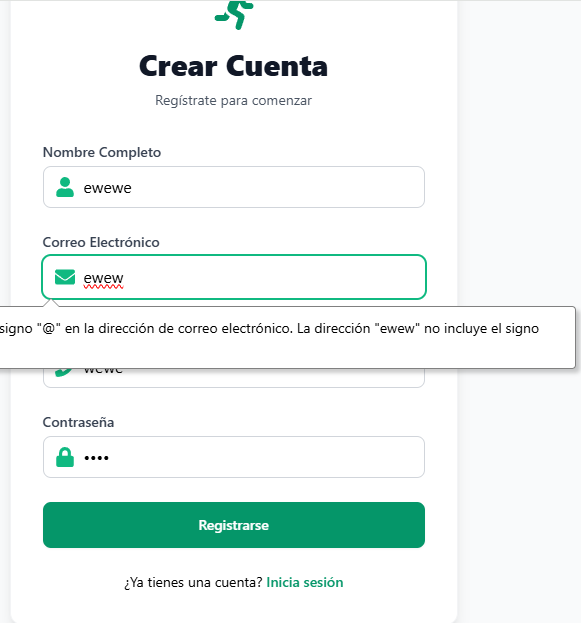 Crear Cuenta
Regístrate para comenzar
Nombre Completo
ewewe
Correo Electrónico
ewew
signo "@" en la dirección de correo electrónico. La dirección "ewew" no incluye el signo
wewe
Contraseña
••••
Registrarse
¿Ya tienes una cuenta? Inicia sesión